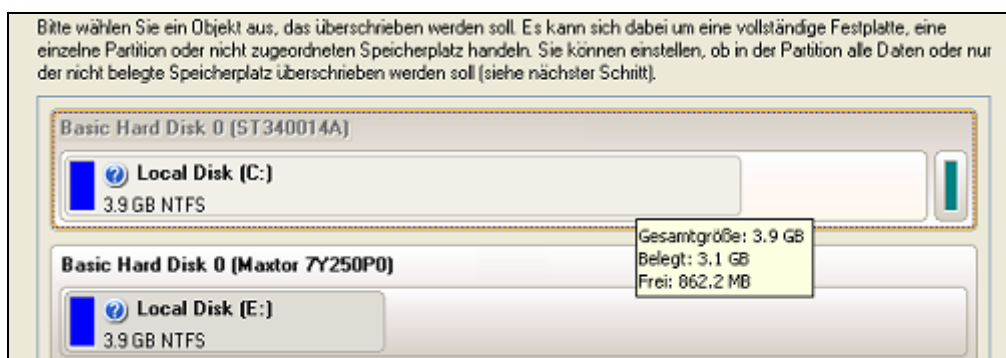 Bitte wählen Sie ein Objekt aus, das überschrieben werden soll. Es kann sich dabei um eine vollständige Festplatte, eine
einzelne Partition oder nicht zugeordneten Speicherplatz handeln. Sie können einstellen, ob in der Partition alle Daten oder nur
der nicht belegte Speicherplatz überschrieben werden soll (siehe nächster Schritt).
Basic Hard Disk 0 (ST340014A)
Local Disk (C:)
3.9 GB NTFS
Gesamtgröße: 3.9 GB
Belegt: 3.1 GB
Frei: 862.2 MB
Basic Hard Disk 0 (Maxtor 7Y250P0)
Local Disk (E:)
3.9 GB NTFS